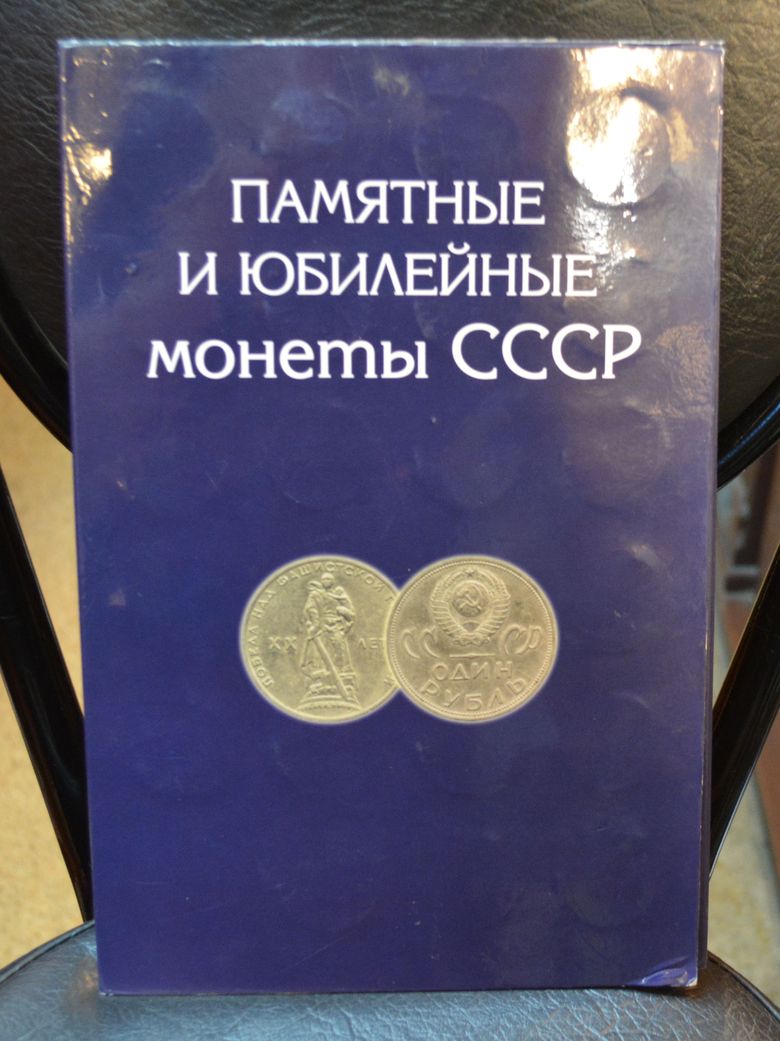 ПАМЯТНЫЕ
И ЮБИЛЕЙНЫЕ
монеты СССР
ПОБЕДА НАД ФАШИСТСКОЙ
XX ЛЕТ
ОДИН
РУБЛЬ